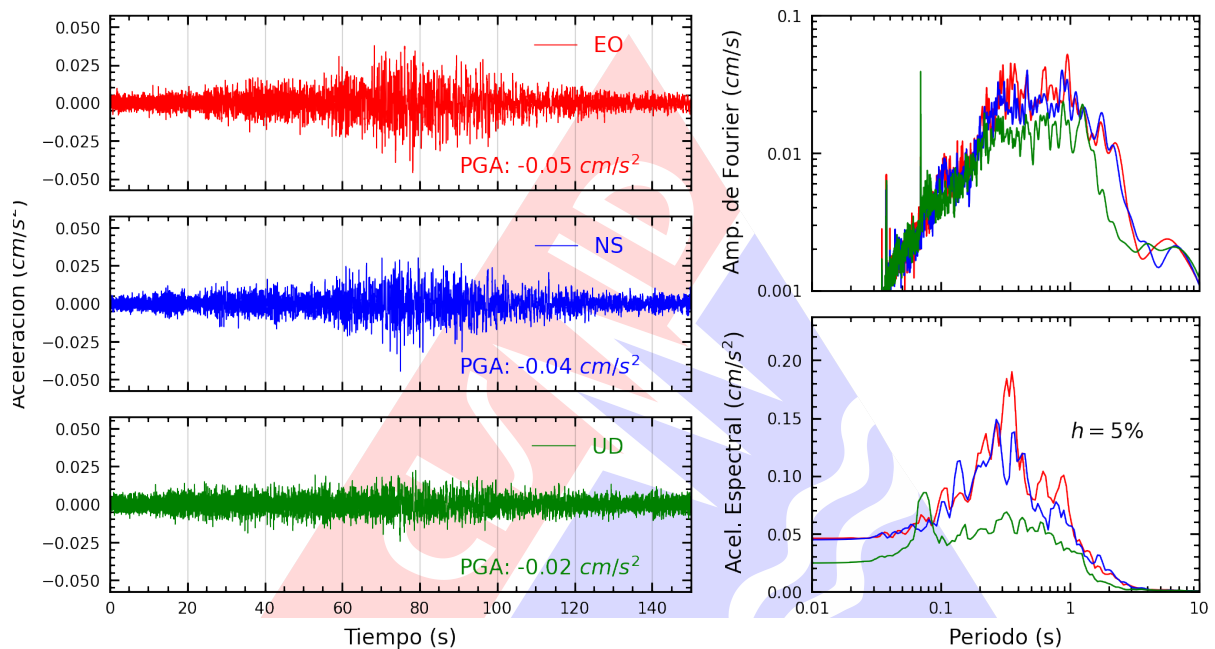 0.050
0.025
0.000
−0.025
−0.050
EO
PGA: -0.05 cm/s²
0.050
0.025
0.000
−0.025
−0.050
NS
PGA: -0.04 cm/s²
0.050
0.025
0.000
−0.025
−0.050
UD
PGA: -0.02 cm/s²
Aceleracion (cm/s²)
0 20 40 60 80 100 120 140
Tiempo (s)
0.1
0.01
0.001
Amp. de Fourier (cm/s)
0.20
0.15
0.10
0.05
0.00
Acel. Espectral (cm/s²)
h = 5%
0.01 0.1 1 10
Periodo (s)
CSMP